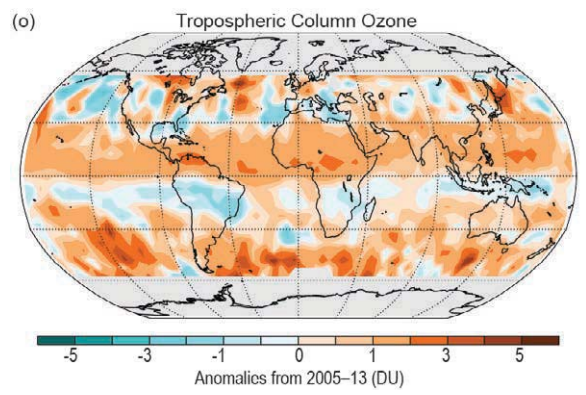 (o)
Tropospheric Column Ozone
-5 -3 -1 0 1 3 5
Anomalies from 2005–13 (DU)